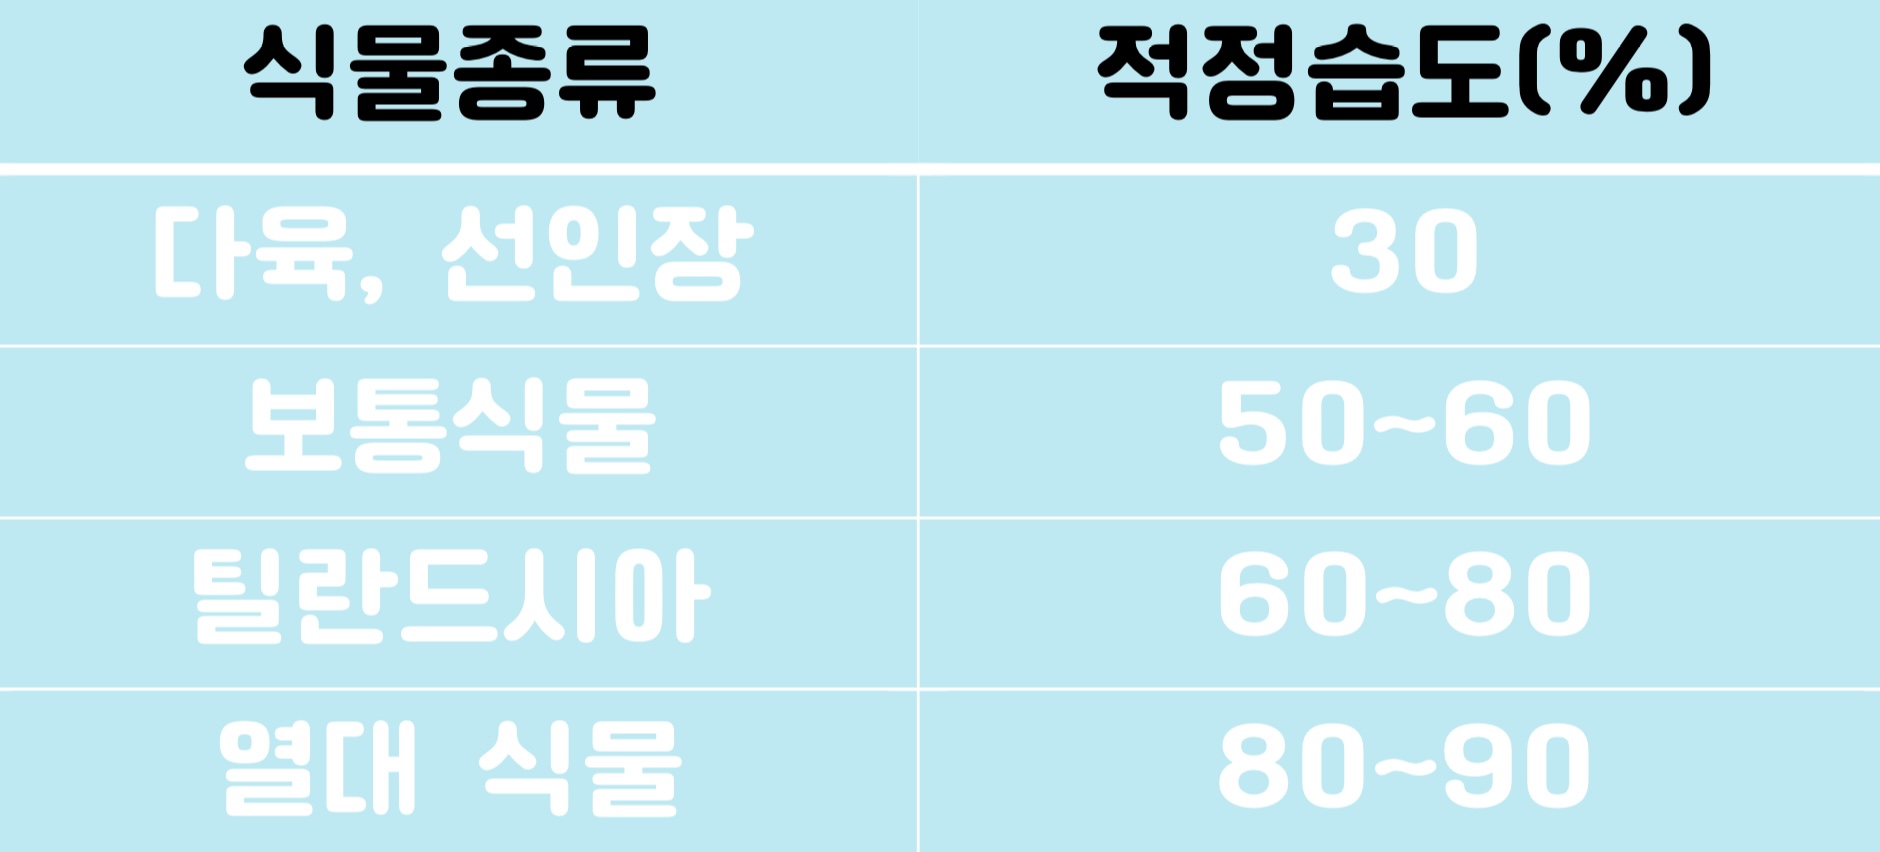 식물종류 적정습도(%)
다육, 선인장 30
보통식물 50~60
틸란드시아 60~80
열대 식물 80~90